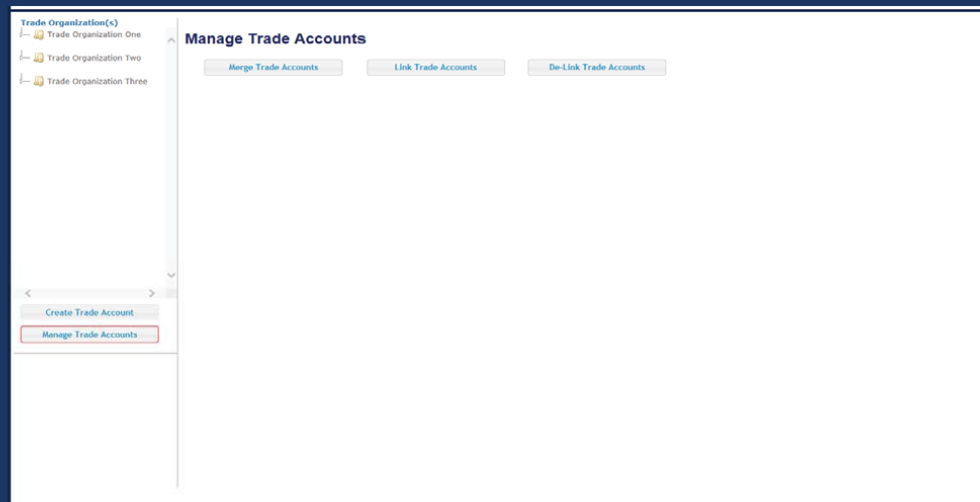 Trade Organization(s)
Trade Organization One
Trade Organization Two
Trade Organization Three
Create Trade Account
Manage Trade Accounts
Manage Trade Accounts
Merge Trade Accounts
Link Trade Accounts
De-Link Trade Accounts